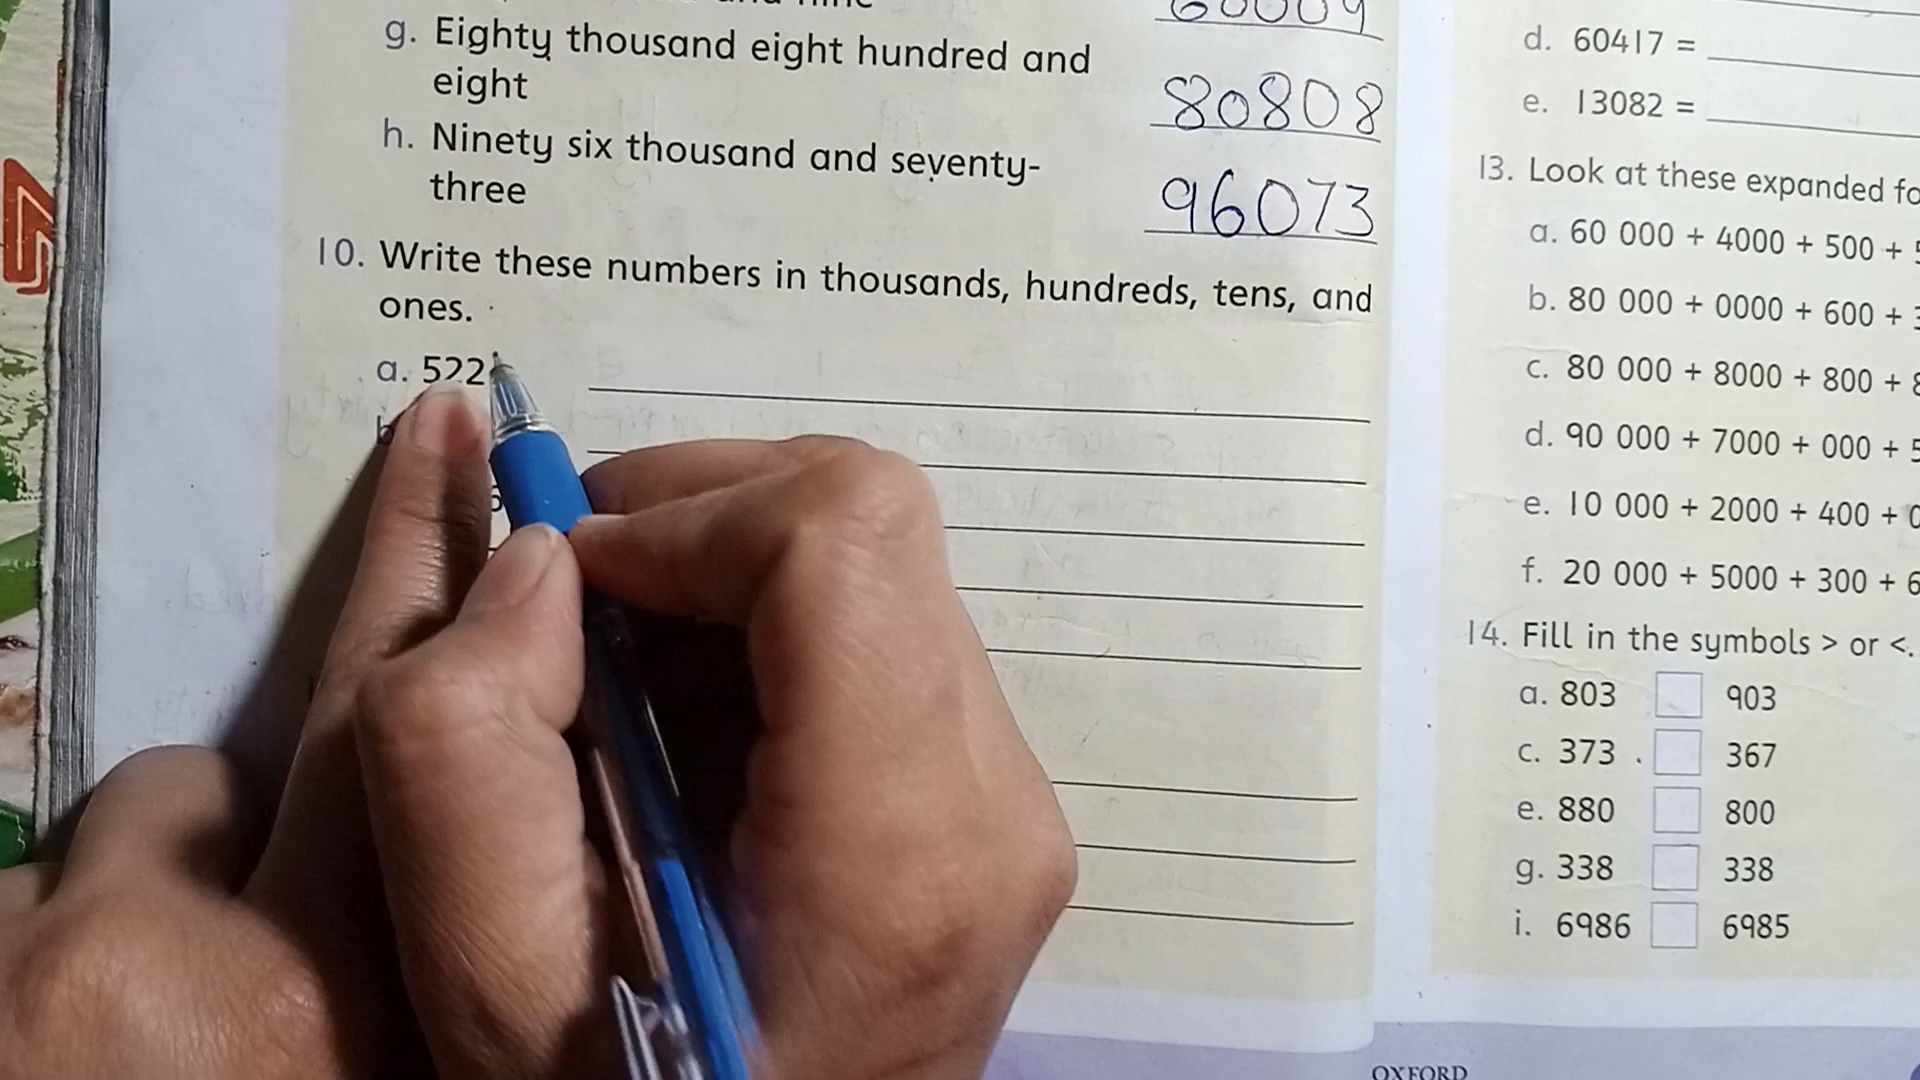 60009
g. Eighty thousand eight hundred and
eight
80808
h. Ninety six thousand and seventy-
three
96073
10. Write these numbers in thousands, hundreds, tens, and
ones.
a. 522
b
d. 60417 =
e. 13082 =
13. Look at these expanded fo
a. 60 000 + 4000 + 500 +
b. 80 000 + 0000 + 600 +
c. 80 000 + 8000 + 800 +
d. 90 000 + 7000 + 000 +
e. 10 000 + 2000 + 400 +
f. 20 000 + 5000 + 300 + 6
14. Fill in the symbols > or <.
a. 803 903
c. 373 367
e. 880 800
g. 338 338
i. 6986 6985
OXFORD